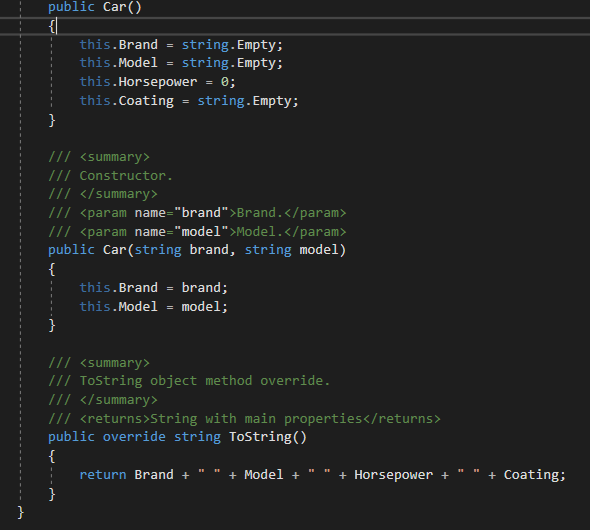 public Car()
{
this.Brand = string.Empty;
this.Model = string.Empty;
this.Horsepower = 0;
this.Coating = string.Empty;
}
/// <summary>
/// Constructor.
/// </summary>
/// <param name="brand">Brand.</param>
/// <param name="model">Model.</param>
public Car(string brand, string model)
{
this.Brand = brand;
this.Model = model;
}
/// <summary>
/// ToString object method override.
/// </summary>
/// <returns>String with main properties</returns>
public override string ToString()
{
return Brand + " " + Model + " " + Horsepower + " " + Coating;
}
}